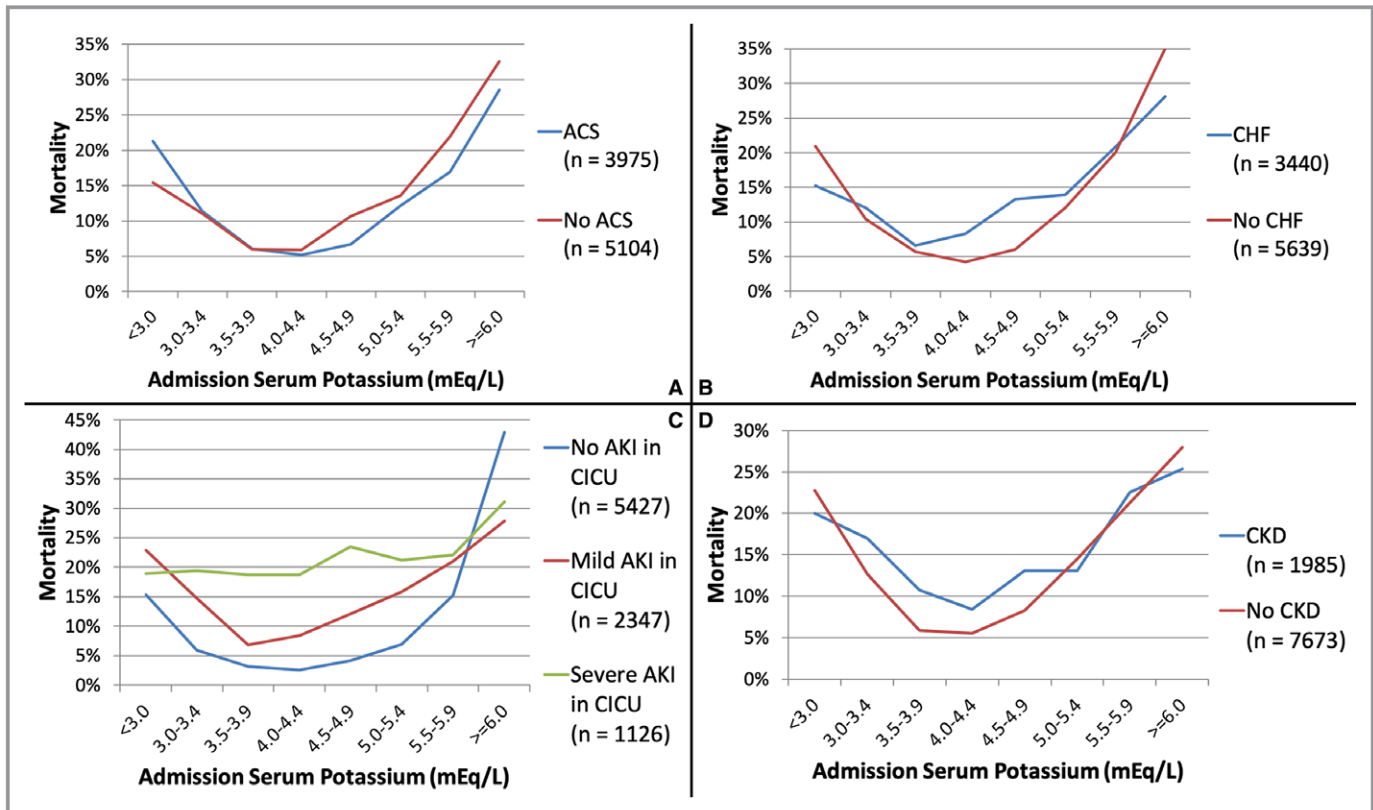 35%
30%
25%
20%
15%
10%
5%
0%
Mortality
<3.0
3.0-3.4
3.5-3.9
4.0-4.4
4.5-4.9
5.0-5.4
5.5-5.9
>=6.0
Admission Serum Potassium (mEq/L)
ACS
(n = 3975)
No ACS
(n = 5104)
A
35%
30%
25%
20%
15%
10%
5%
0%
Mortality
<3.0
3.0-3.4
3.5-3.9
4.0-4.4
4.5-4.9
5.0-5.4
5.5-5.9
>=6.0
Admission Serum Potassium (mEq/L)
CHF
(n = 3440)
No CHF
(n = 5639)
B
45%
40%
35%
30%
25%
20%
15%
10%
5%
0%
Mortality
<3.0
3.0-3.4
3.5-3.9
4.0-4.4
4.5-4.9
5.0-5.4
5.5-5.9
>=6.0
Admission Serum Potassium (mEq/L)
C
No AKI in
CICU
(n = 5427)
Mild AKI in
CICU
(n = 2347)
Severe AKI
in CICU
(n = 1126)
D
30%
25%
20%
15%
10%
5%
0%
Mortality
<3.0
3.0-3.4
3.5-3.9
4.0-4.4
4.5-4.9
5.0-5.4
5.5-5.9
>=6.0
Admission Serum Potassium (mEq/L)
CKD
(n = 1985)
No CKD
(n = 7673)